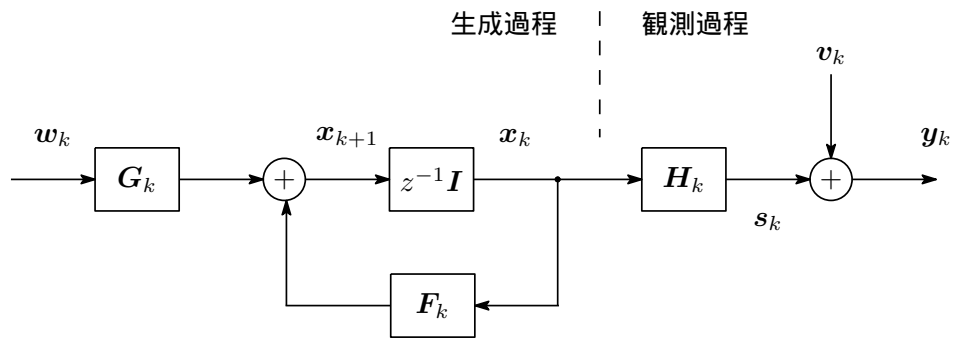 生成過程
観測過程
v_k
w_k
x_{k+1}
x_k
y_k
G_k
+
z^{-1}I
H_k
+
s_k
F_k